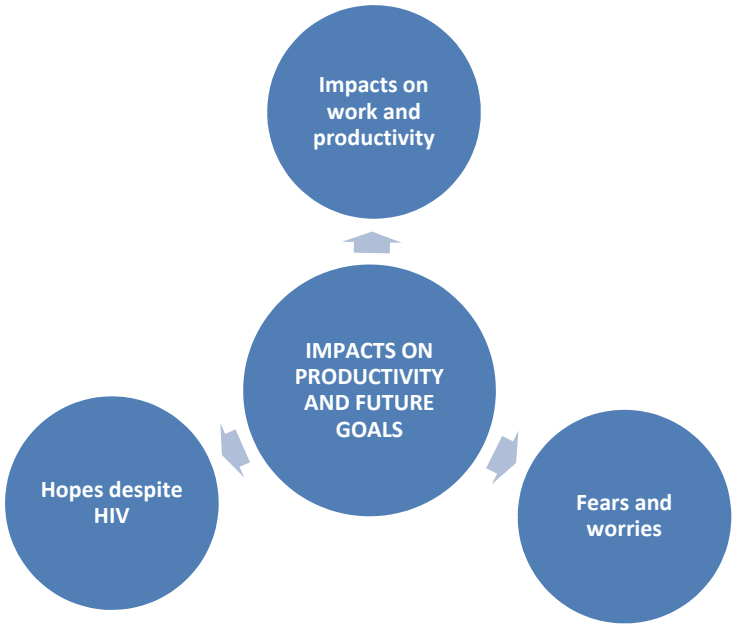 Impacts on
work and
productivity
IMPACTS ON
PRODUCTIVITY
AND FUTURE
GOALS
Hopes despite
HIV
Fears and
worries